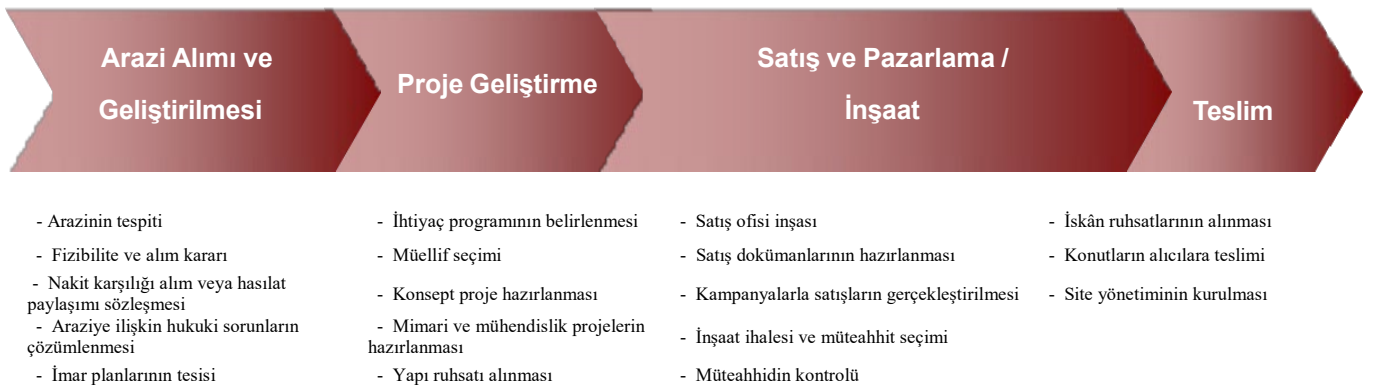 Arazi Alımı ve
Geliştirilmesi
Proje Geliştirme
Satış ve Pazarlama /
İnşaat
Teslim
- Arazinin tespiti
- Fizibilite ve alım kararı
- Nakit karşılığı alım veya hasılat
paylaşımı sözleşmesi
- Araziye ilişkin hukuki sorunların
çözümlenmesi
- İmar planlarının tesisi
- İhtiyaç programının belirlenmesi
- Müellif seçimi
- Konsept proje hazırlanması
- Mimari ve mühendislik projelerin
hazırlanması
- Yapı ruhsatı alınması
- Satış ofisi inşası
- Satış dokümanlarının hazırlanması
- Kampanyalarla satışların gerçekleştirilmesi
- İnşaat ihalesi ve müteahhit seçimi
- Müteahhidin kontrolü
- İskân ruhsatlarının alınması
- Konutların alıcılara teslimi
- Site yönetiminin kurulması